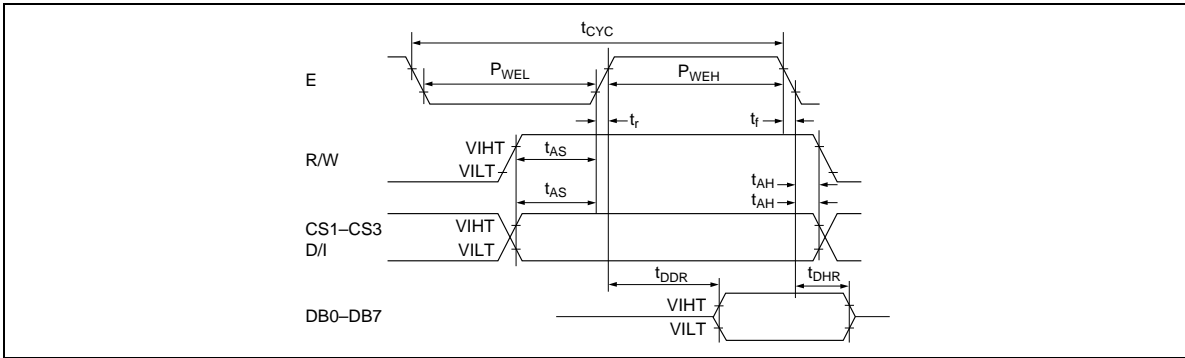 tCYC
E
PWEL
PWEH
tr
tf
R/W
VIHT
VILT
tAS
tAH
tAS
tAH
CS1–CS3
D/I
VIHT
VILT
tDDR
tDHR
DB0–DB7
VIHT
VILT